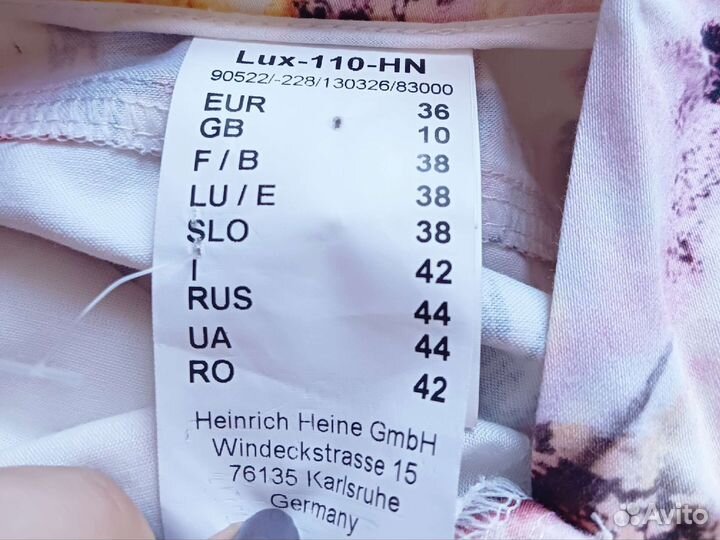 Lux-110-HN
90522/-228/130326/83000
EUR 36
GB 10
F / B 38
LU / E 38
SLO 38
I 42
RUS 44
UA 44
RO 42
Heinrich Heine GmbH
Windeckstrasse 15
76135 Karlsruhe
Germany
Avito